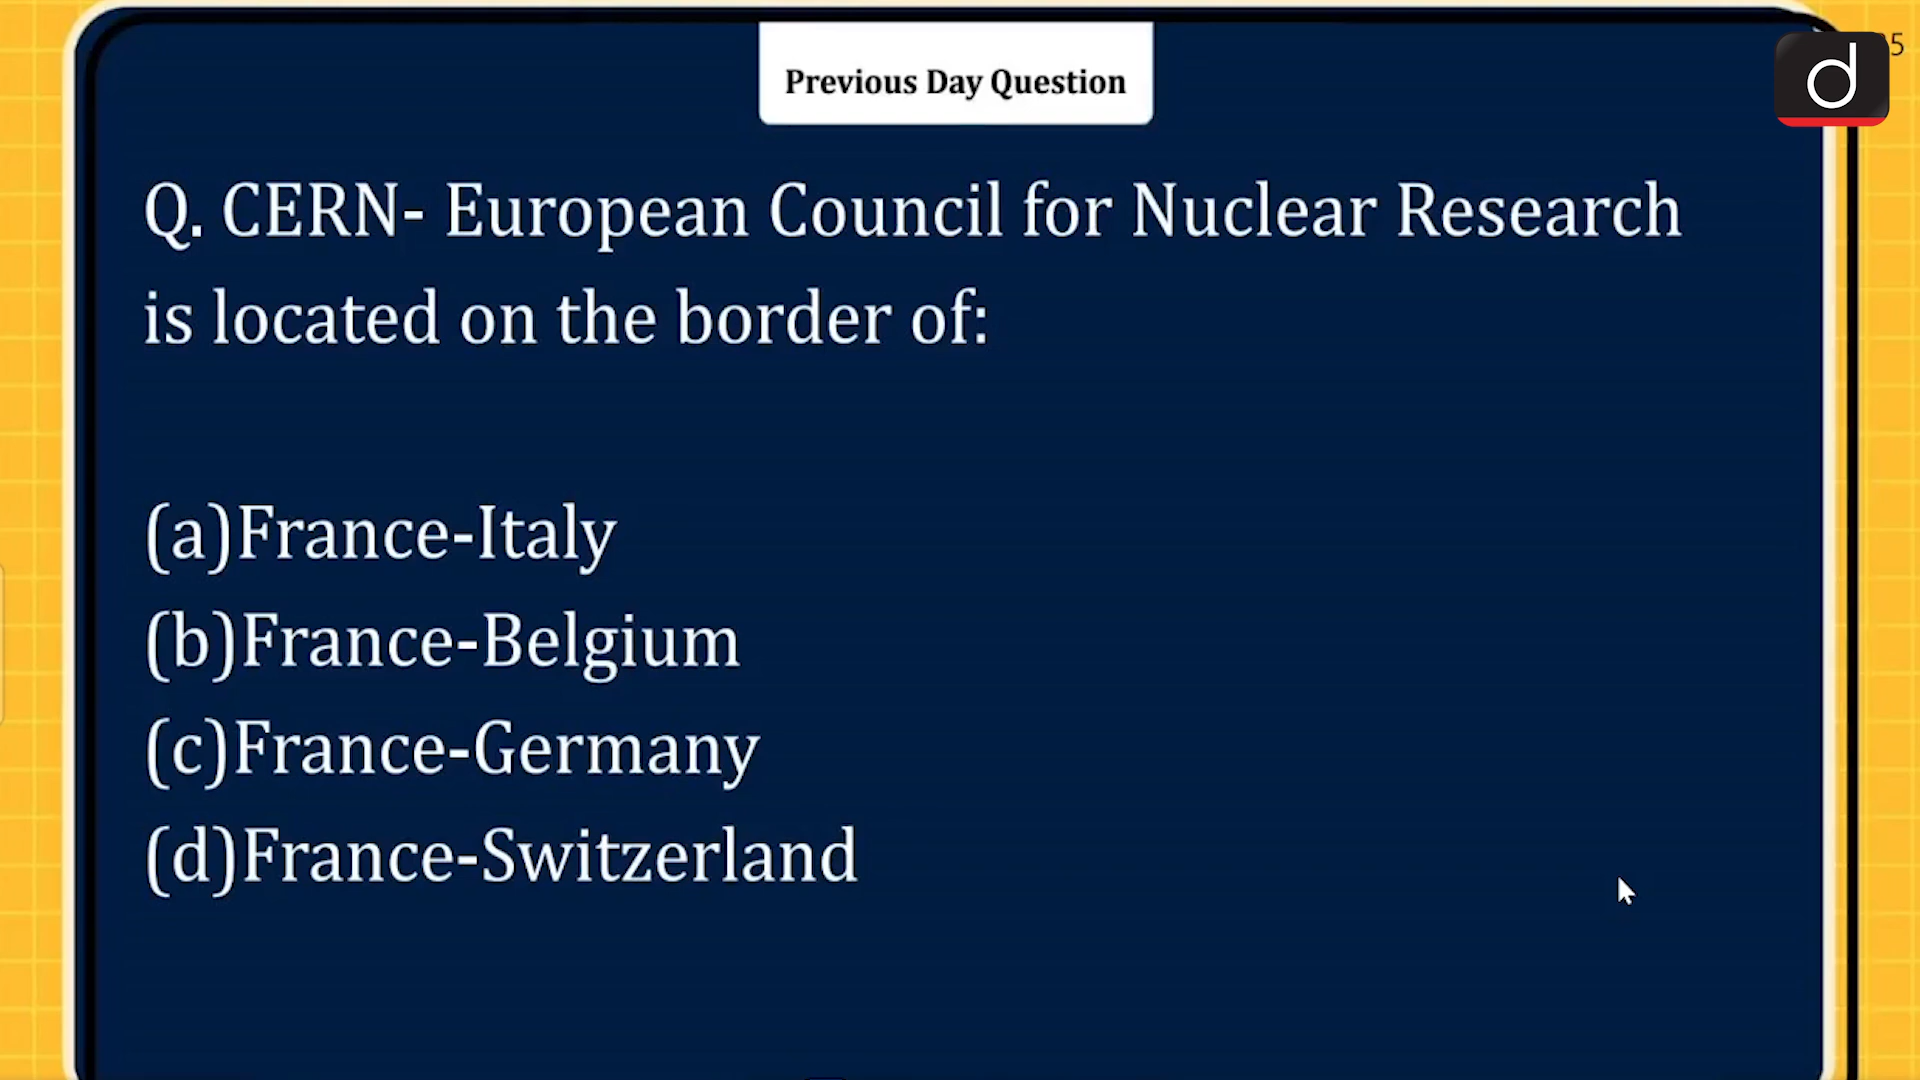 Previous Day Question
5
d
Q. CERN- European Council for Nuclear Research
is located on the border of:
(a)France-Italy
(b)France-Belgium
(c)France-Germany
(d)France-Switzerland